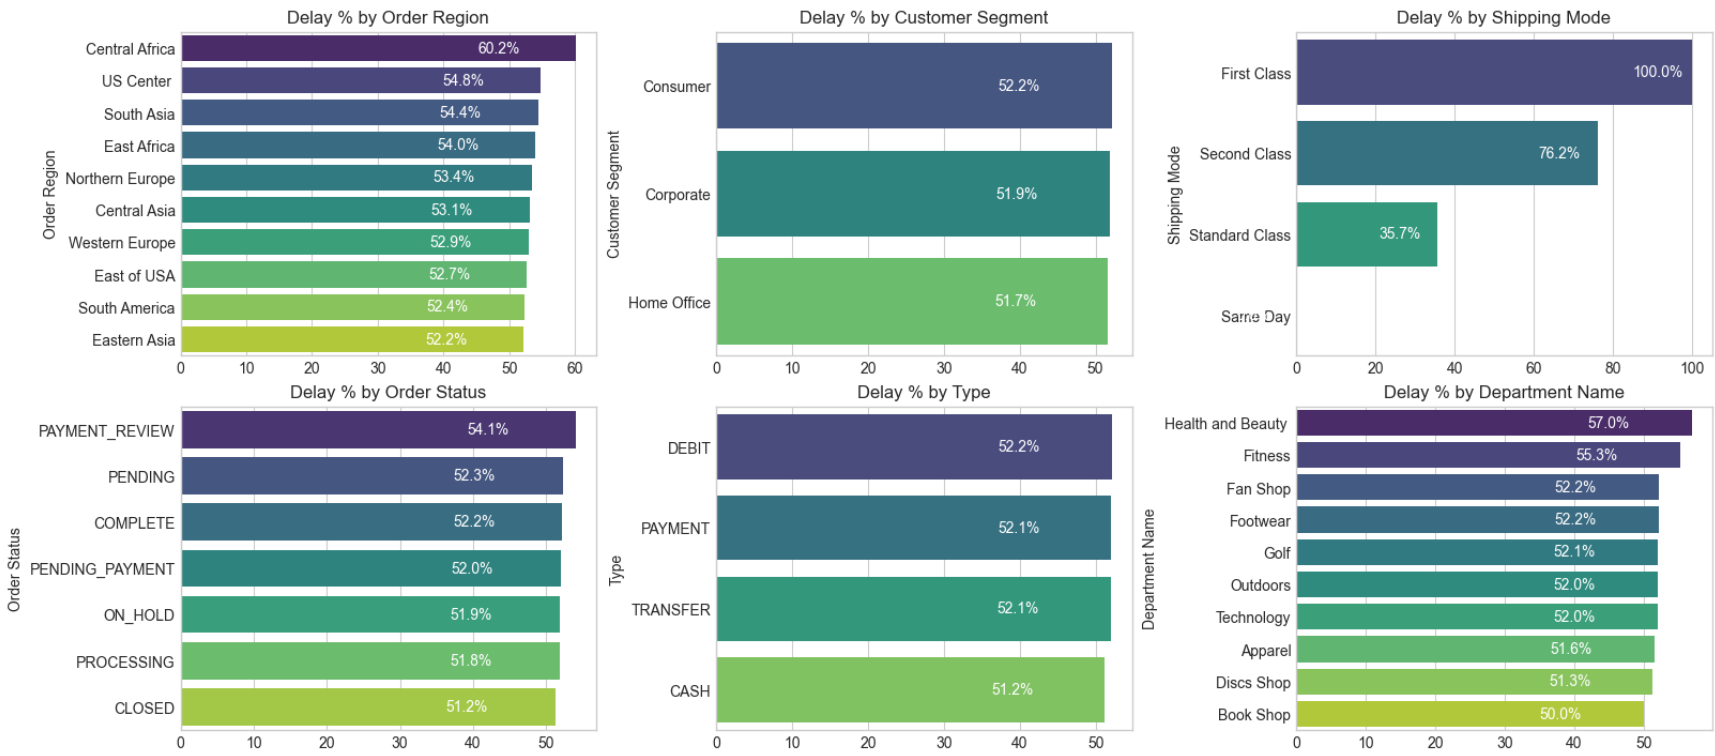 Delay % by Order Region
Order Region
Central Africa 60.2%
US Center 54.8%
South Asia 54.4%
East Africa 54.0%
Northern Europe 53.4%
Central Asia 53.1%
Western Europe 52.9%
East of USA 52.7%
South America 52.4%
Eastern Asia 52.2%
0 10 20 30 40 50 60
Delay % by Customer Segment
Customer Segment
Consumer 52.2%
Corporate 51.9%
Home Office 51.7%
0 10 20 30 40 50
Delay % by Shipping Mode
Shipping Mode
First Class 100.0%
Second Class 76.2%
Standard Class 35.7%
Same Day
0 20 40 60 80 100
Delay % by Order Status
Order Status
PAYMENT_REVIEW 54.1%
PENDING 52.3%
COMPLETE 52.2%
PENDING_PAYMENT 52.0%
ON_HOLD 51.9%
PROCESSING 51.8%
CLOSED 51.2%
0 10 20 30 40 50
Delay % by Type
Type
DEBIT 52.2%
PAYMENT 52.1%
TRANSFER 52.1%
CASH 51.2%
0 10 20 30 40 50
Delay % by Department Name
Department Name
Health and Beauty 57.0%
Fitness 55.3%
Fan Shop 52.2%
Footwear 52.2%
Golf 52.1%
Outdoors 52.0%
Technology 52.0%
Apparel 51.6%
Discs Shop 51.3%
Book Shop 50.0%
0 10 20 30 40 50